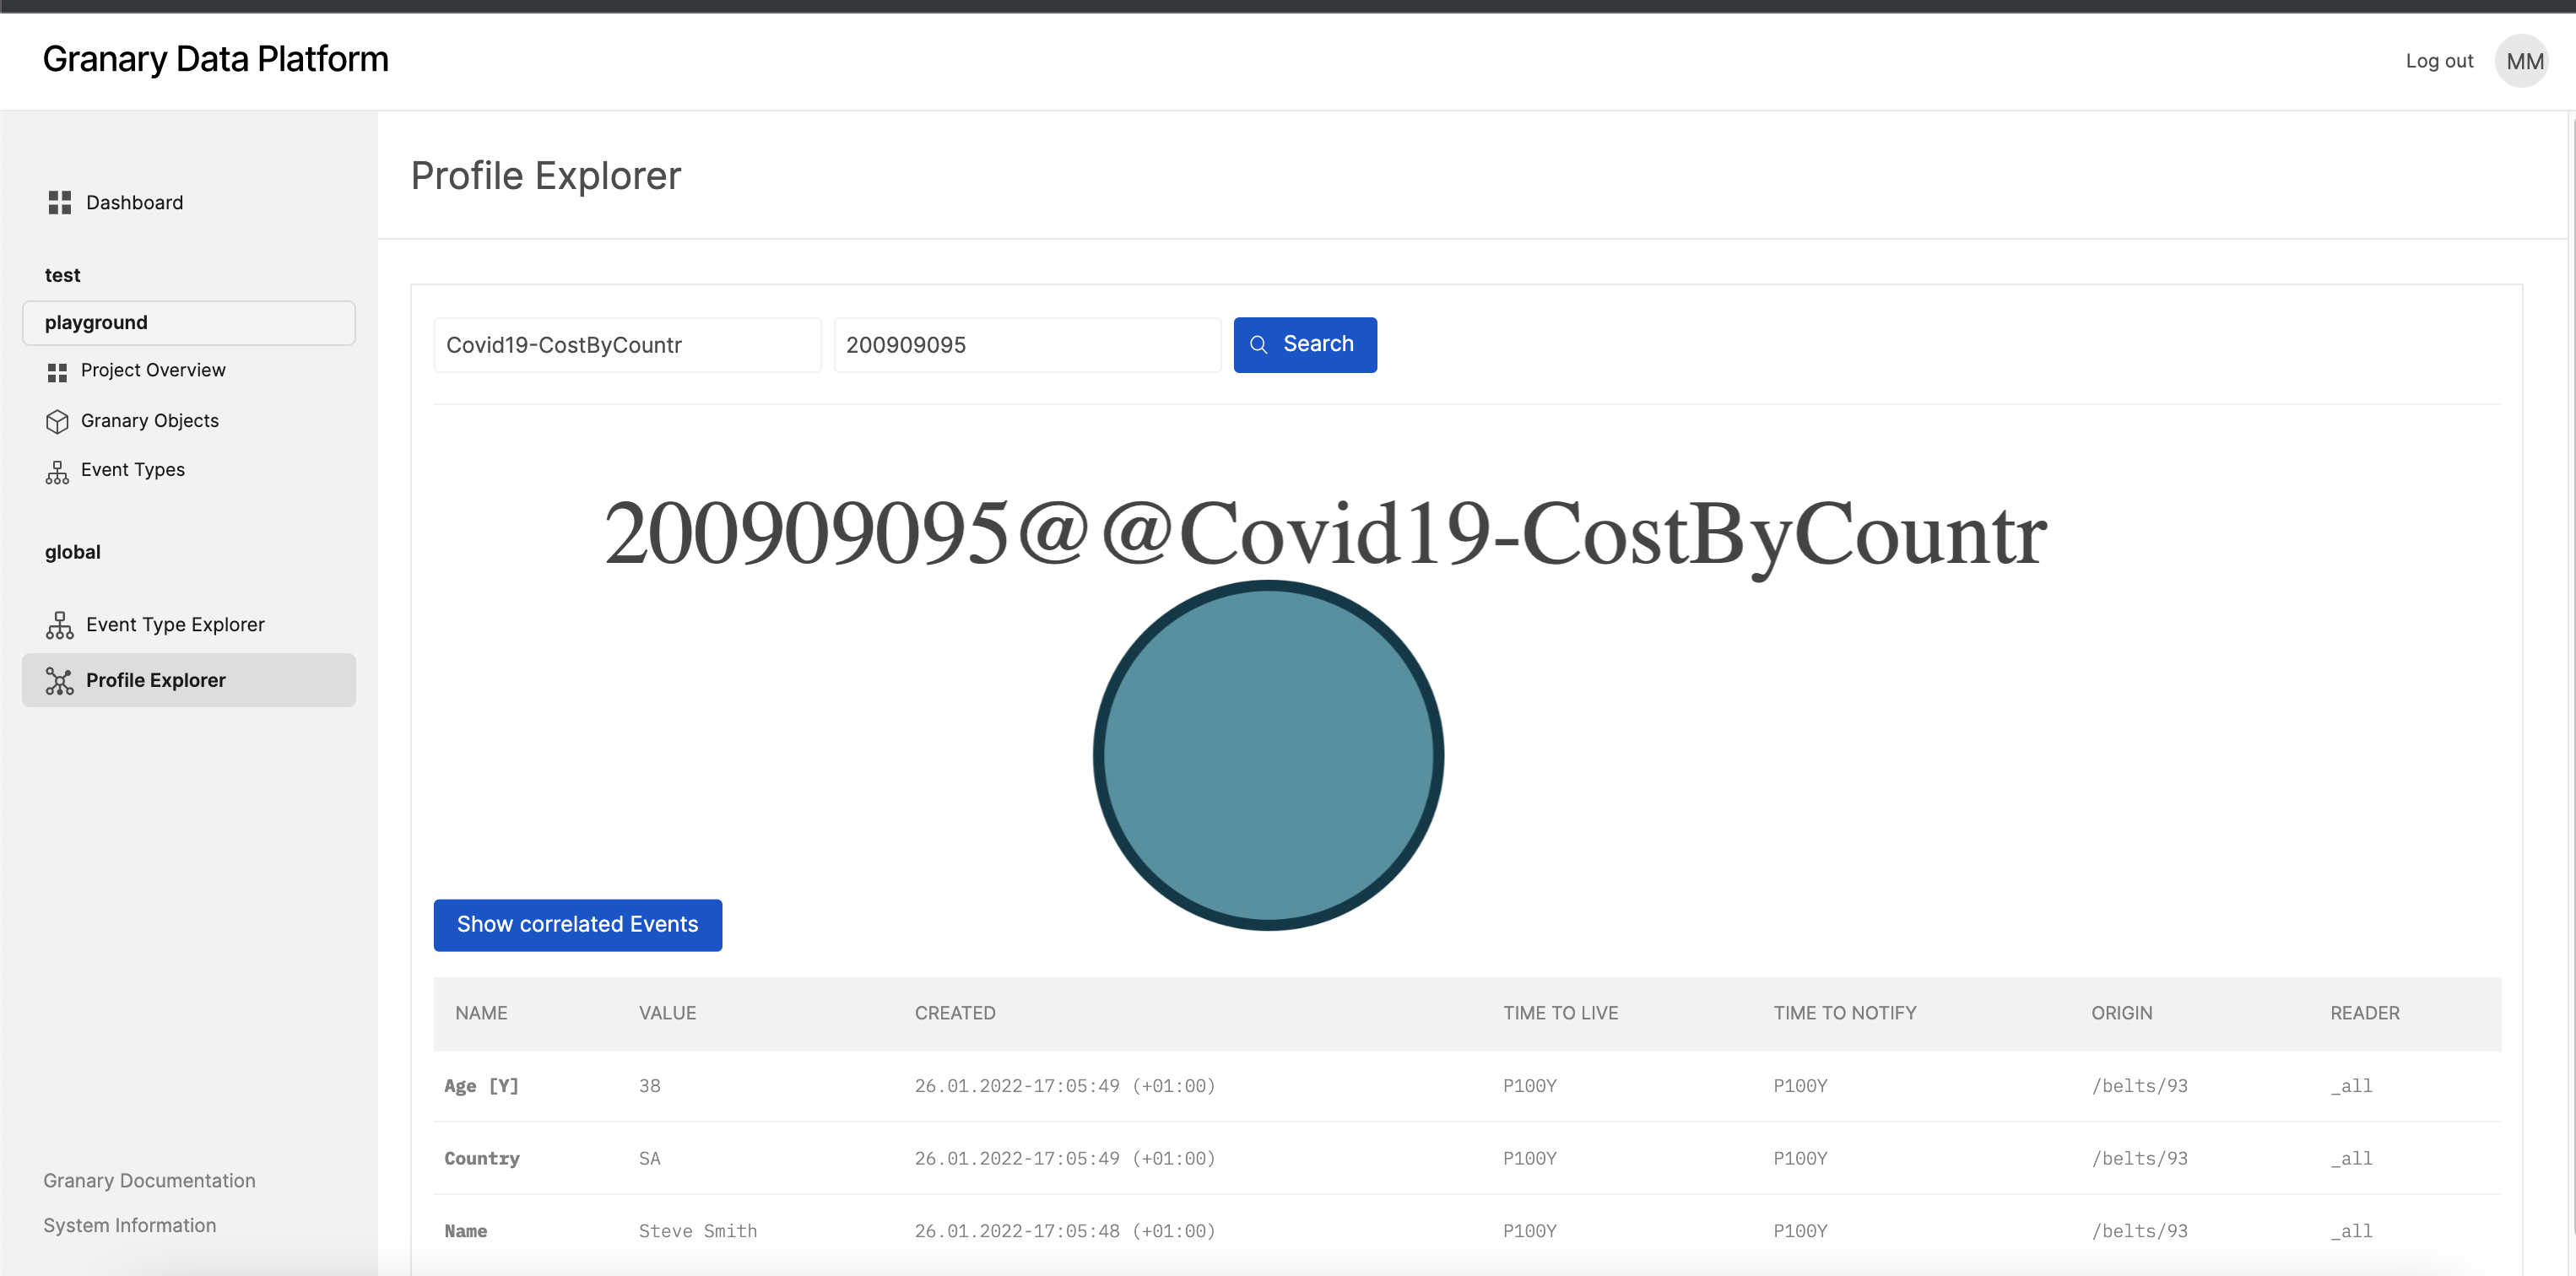 Granary Data Platform
Log out MM
Dashboard
test
playground
Project Overview
Granary Objects
Event Types
global
Event Type Explorer
Profile Explorer
Granary Documentation
System Information
Profile Explorer
Covid19-CostByCountr 200909095 Search
200909095@@Covid19-CostByCountr
Show correlated Events
NAME VALUE CREATED TIME TO LIVE TIME TO NOTIFY ORIGIN READER
Age [Y] 38 26.01.2022-17:05:49 (+01:00) P100Y P100Y /belts/93 _all
Country SA 26.01.2022-17:05:49 (+01:00) P100Y P100Y /belts/93 _all
Name Steve Smith 26.01.2022-17:05:48 (+01:00) P100Y P100Y /belts/93 _all